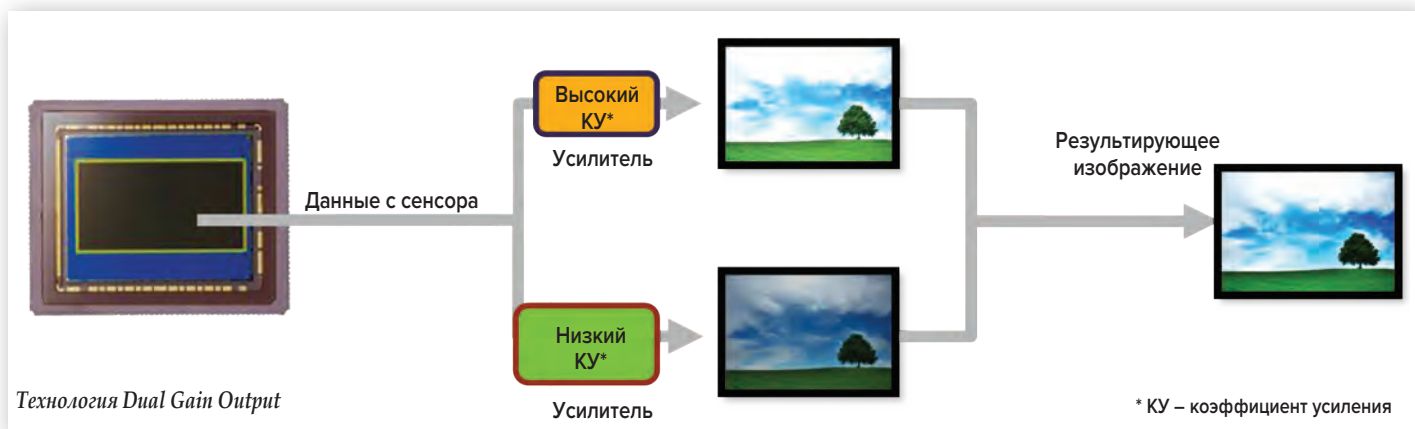 Высокий
КУ*
Усилитель
Данные с сенсора
Результирующее
изображение
Низкий
КУ*
Усилитель
Технология Dual Gain Output
* КУ – коэффициент усиления